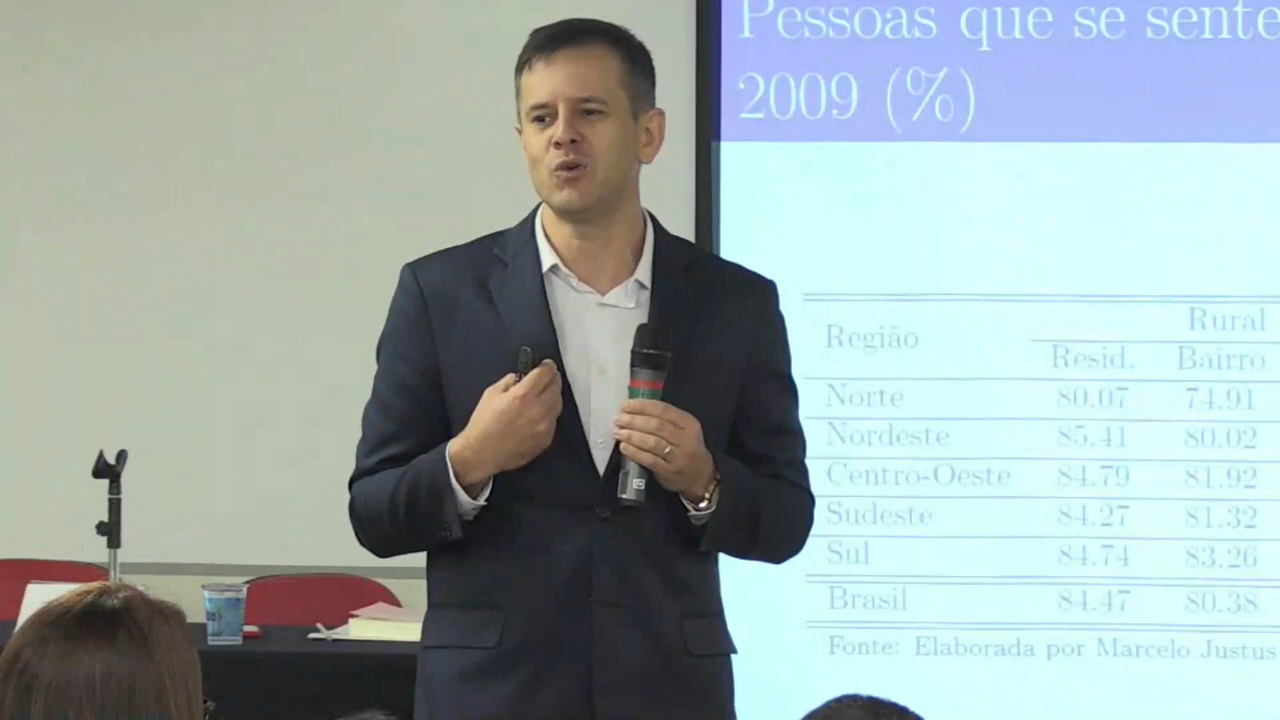 Pessoas que se sente
2009 (%)
Região Rural
Resid. Bairro
Norte 80.07 74.91
Nordeste 85.41 80.02
Centro-Oeste 84.79 81.92
Sudeste 84.27 81.32
Sul 84.74 83.26
Brasil 84.47 80.38
Fonte: Elaborada por Marcelo Justus